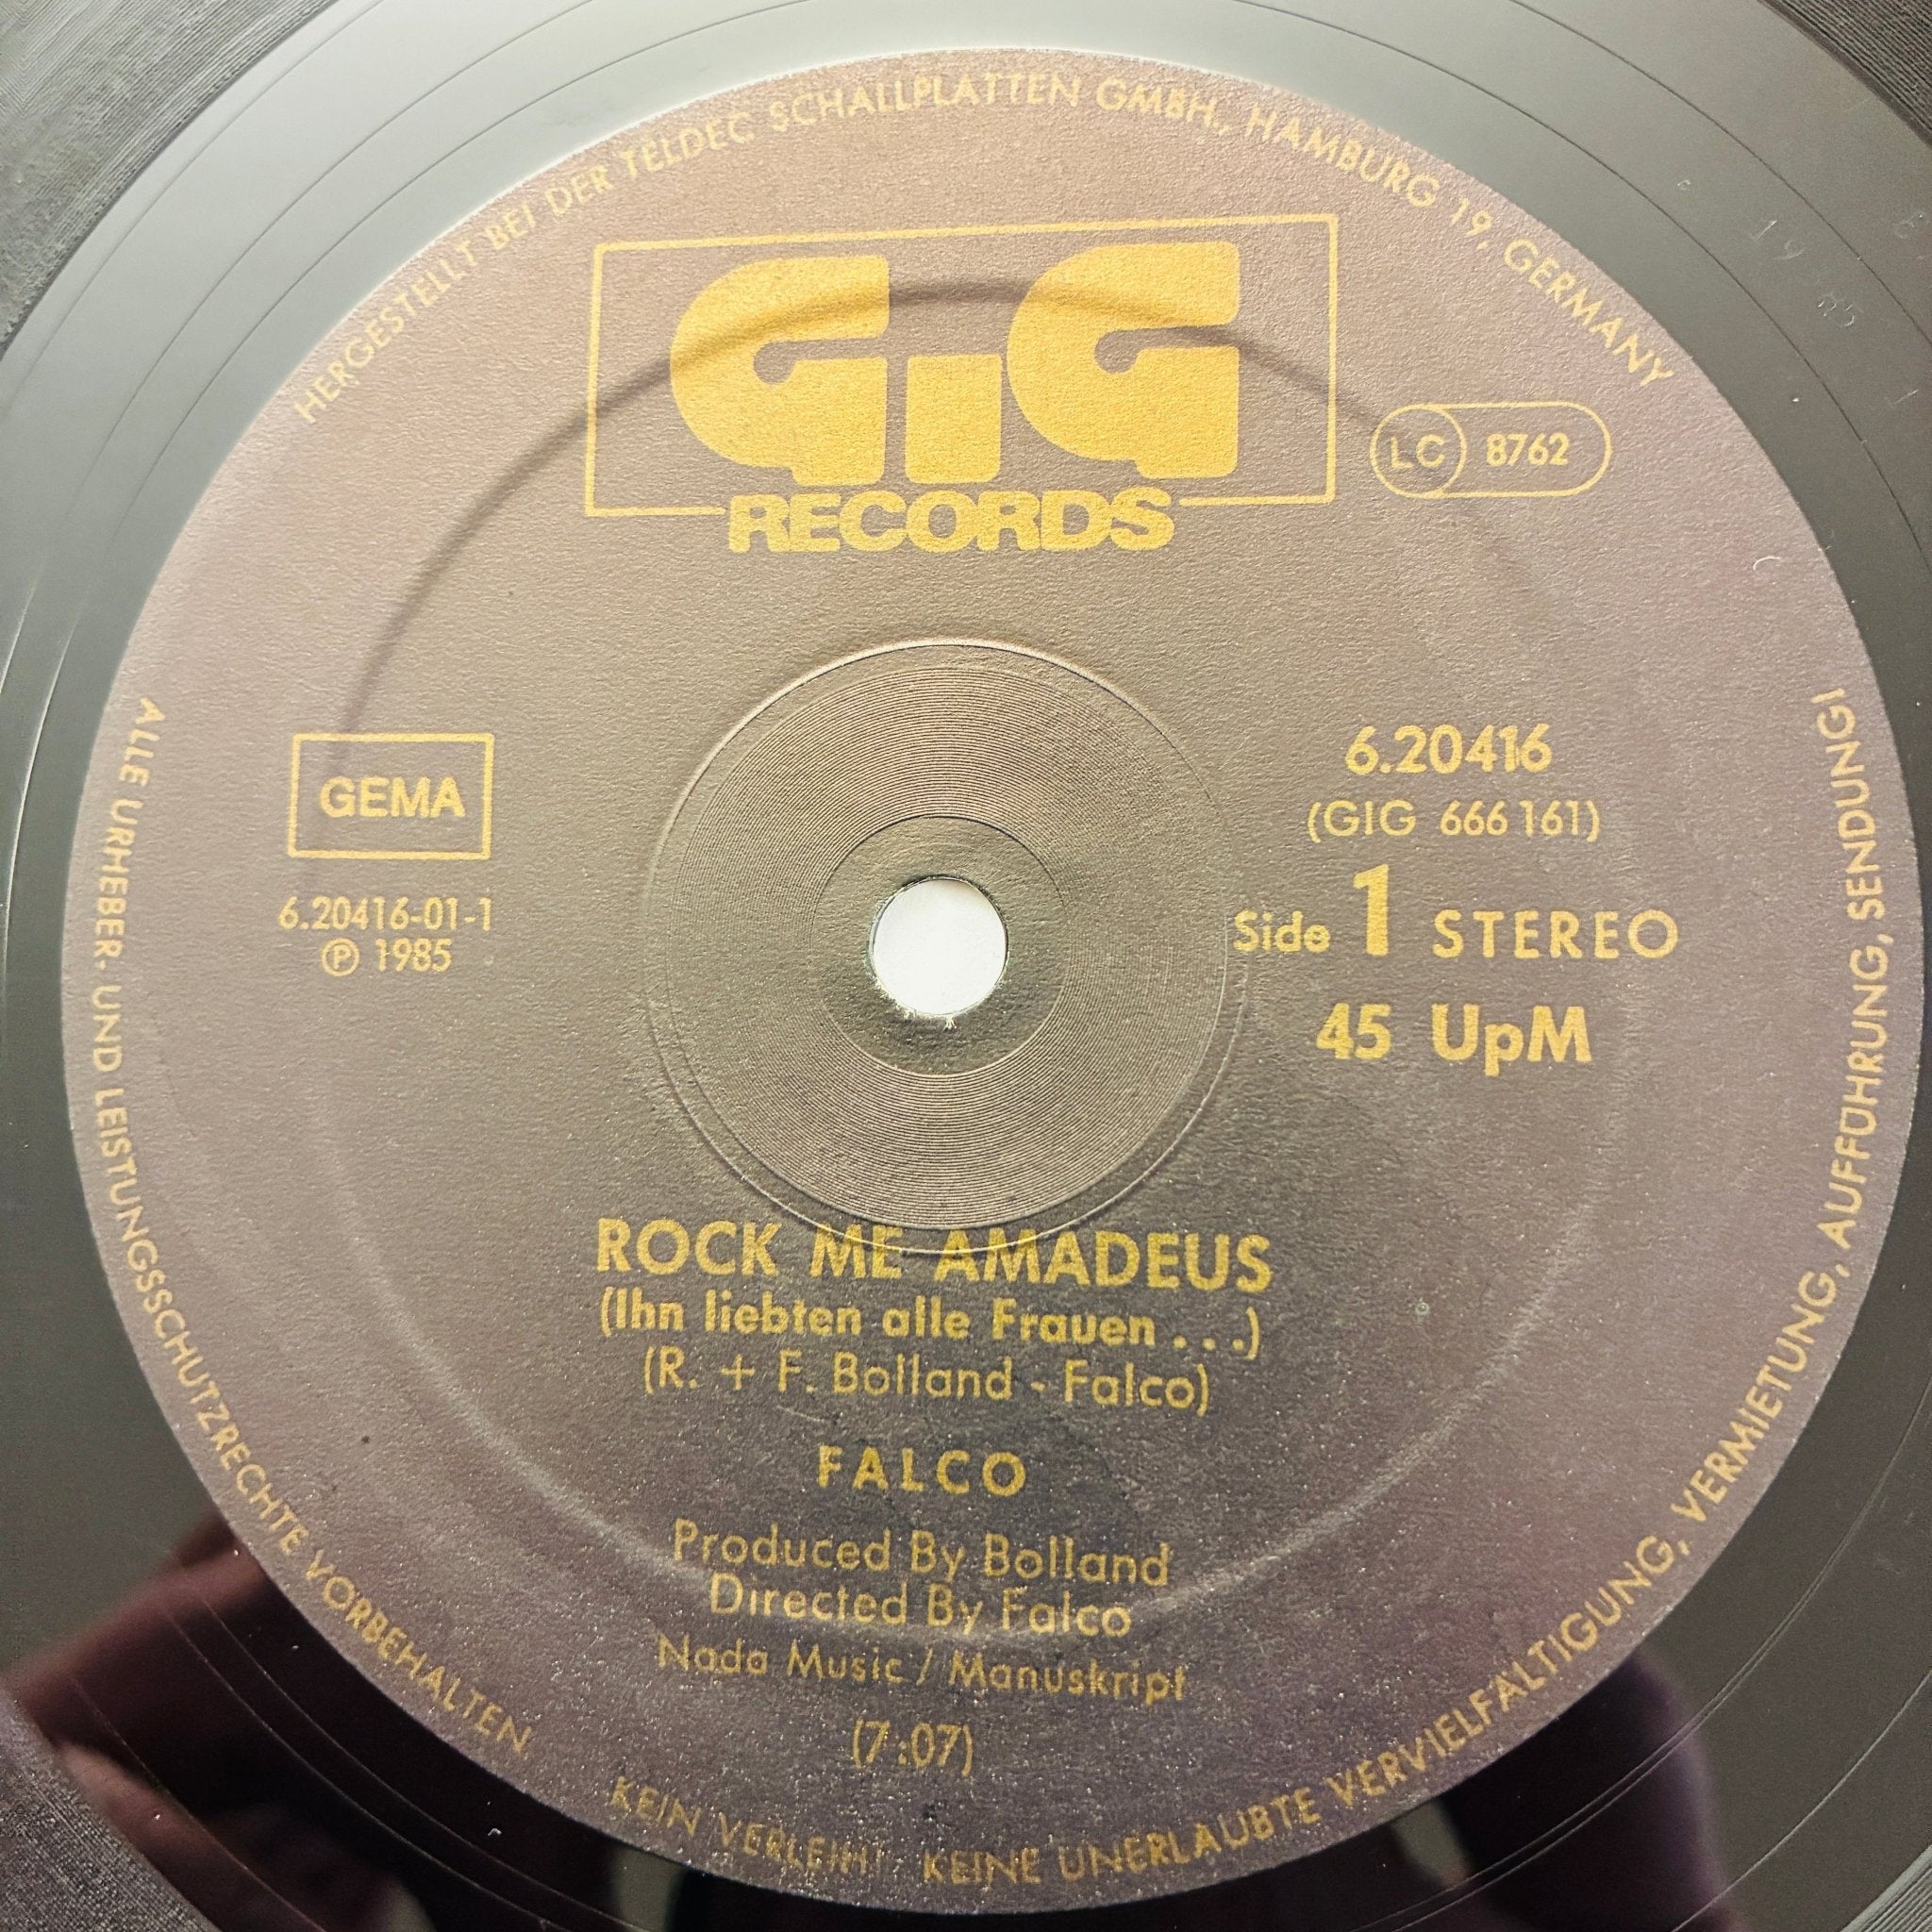 HERGESTELLT BEI DER TELDEC SCHALLPLATTEN GMBH., HAMBURG 19, GERMANY
GiG
RECORDS
LC 8762
GEMA
6.20416-01-1
℗ 1985
6.20416
(GIG 666 161)
Side 1 STEREO
45 UpM
ROCK ME AMADEUS
(Ihn liebten alle Frauen . . .)
(R. + F. Bolland - Falco)
FALCO
Produced By Bolland
Directed By Falco
Nada Music / Manuskript
(7:07)
ALLE URHEBER- UND LEISTUNGSSCHUTZRECHTE VORBEHALTEN
KEIN VERLEIH! KEINE UNERLAUBTE VERVIELFÄLTIGUNG, VERMIETUNG, AUFFÜHRUNG, SENDUNG!